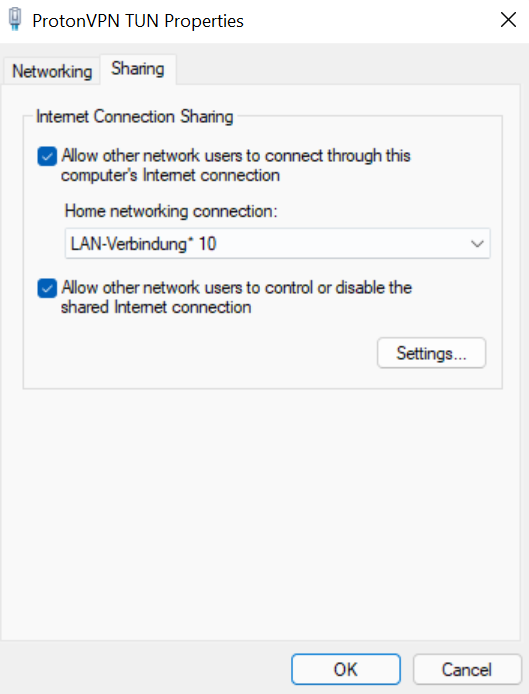 ProtonVPN TUN Properties
Networking
Sharing
Internet Connection Sharing
Allow other network users to connect through this
computer's Internet connection
Home networking connection:
LAN-Verbindung* 10
Allow other network users to control or disable the
shared Internet connection
Settings...
OK
Cancel